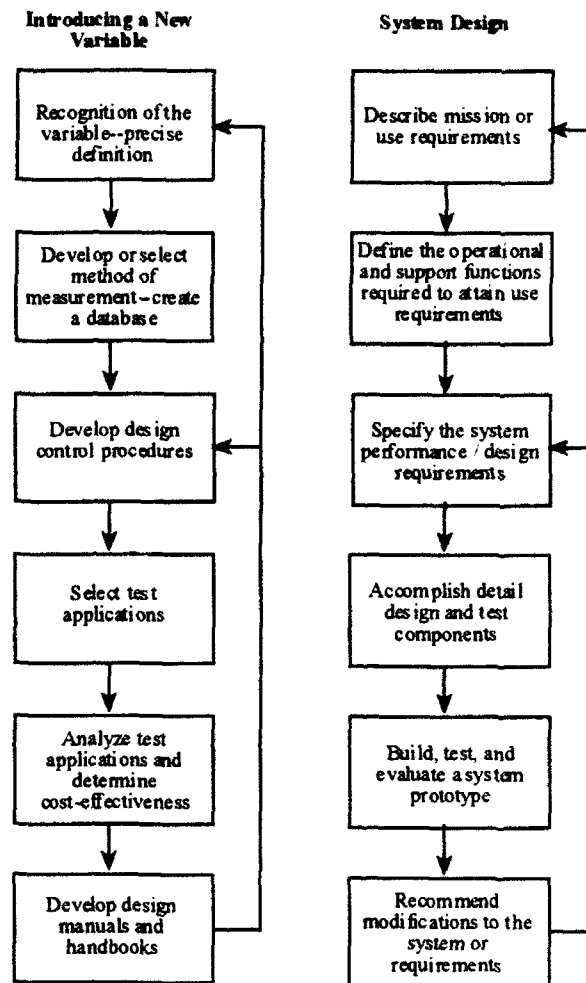 Introducing a New
Variable
Recognition of the
variable--precise
definition
Develop or select
method of
measurement--create
a database
Develop design
control procedures
Select test
applications
Analyze test
applications and
determine
cost-effectiveness
Develop design
manuals and
handbooks
System Design
Describe mission or
use requirements
Define the operational
and support functions
required to attain use
requirements
Specify the system
performance / design
requirements
Accomplish detail
design and test
components
Build, test, and
evaluate a system
prototype
Recommend
modifications to the
system or
requirements